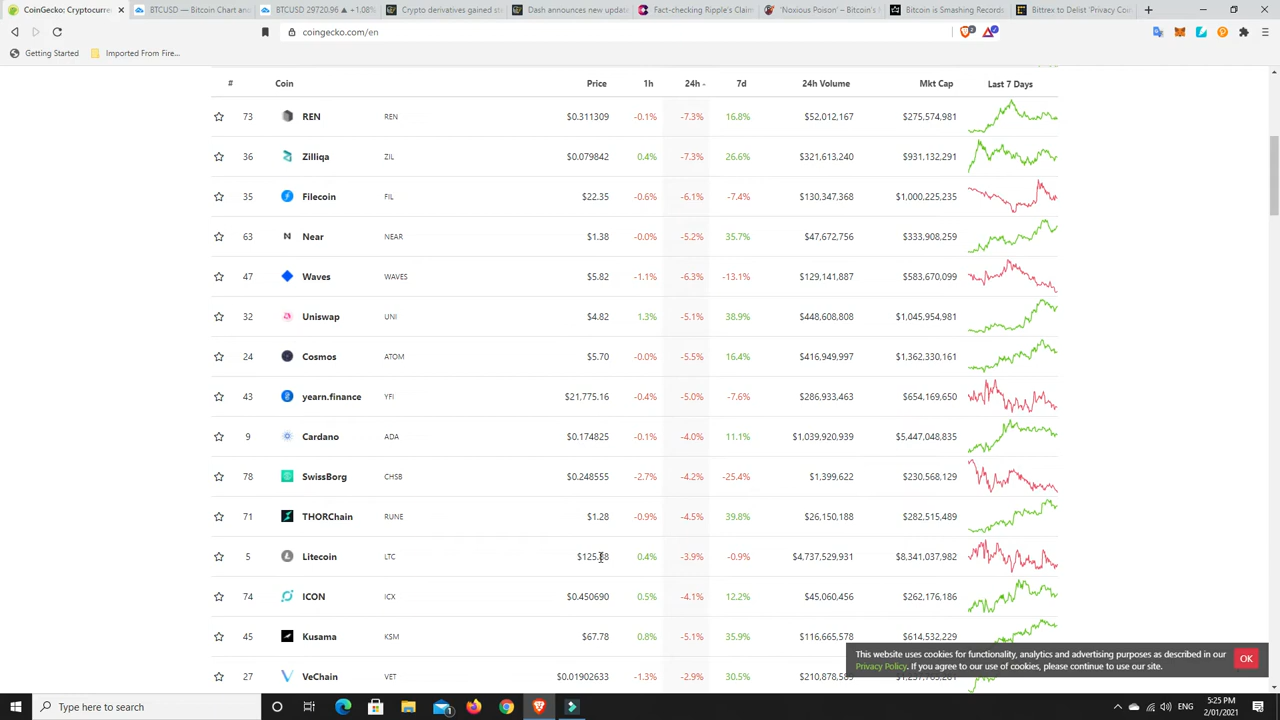 CoinGecko: Cryptocurr
BTCUSD — Bitcoin Chart and
BTCUSD 29720.96 ▲ +1.08%
Crypto derivatives gained st
Dash announces new updat
Fact-checking Ripple's Claim
"Noxious Poison" – Bitcoin's
Bitcoin is Smashing Records
Bittrex to Delist 'Privacy Coi
coingecko.com/en
Getting Started
Imported From Fire...
# Coin Price 1h 24h 7d 24h Volume Mkt Cap Last 7 Days
73 REN REN $0.311309 -0.1% -7.3% 16.8% $52,012,167 $275,574,981
36 Zilliqa ZIL $0.079842 0.4% -7.3% 26.6% $321,613,240 $931,132,291
35 Filecoin FIL $22.35 -0.6% -6.1% -7.4% $130,347,368 $1,000,225,235
63 Near NEAR $1.38 -0.0% -5.2% 35.7% $47,672,756 $333,908,259
47 Waves WAVES $5.82 -1.1% -6.3% -13.1% $129,141,887 $583,670,099
32 Uniswap UNI $4.82 1.3% -5.1% 38.9% $448,608,808 $1,045,954,981
24 Cosmos ATOM $5.70 -0.0% -5.5% 16.4% $416,949,997 $1,362,330,161
43 yearn.finance YFI $21,775.16 -0.4% -5.0% -7.6% $286,933,463 $654,169,650
9 Cardano ADA $0.174825 -0.1% -4.0% 11.1% $1,039,920,939 $5,447,048,835
78 SwissBorg CHSB $0.248555 -2.7% -4.2% -25.4% $1,399,622 $230,568,129
71 THORChain RUNE $1.28 -0.9% -4.5% 39.8% $26,150,188 $282,515,489
5 Litecoin LTC 0.4% -3.9% -0.9% $4,737,529,931 $8,341,037,982
74 ICON ICX $0.450690 0.5% -4.1% 12.2% $45,060,456 $262,176,186
45 Kusama KSM $67.78 0.8% -5.1% 35.9% $116,665,578 $614,532,229
27 VeChain VET $0.01902633 -1.3% -2.9% 30.5%
This website uses cookies for functionality, analytics and advertising purposes as described in our
Privacy Policy. If you agree to our use of cookies, please continue to use our site.
OK
Type here to search
ENG
5:25 PM
2/01/2021